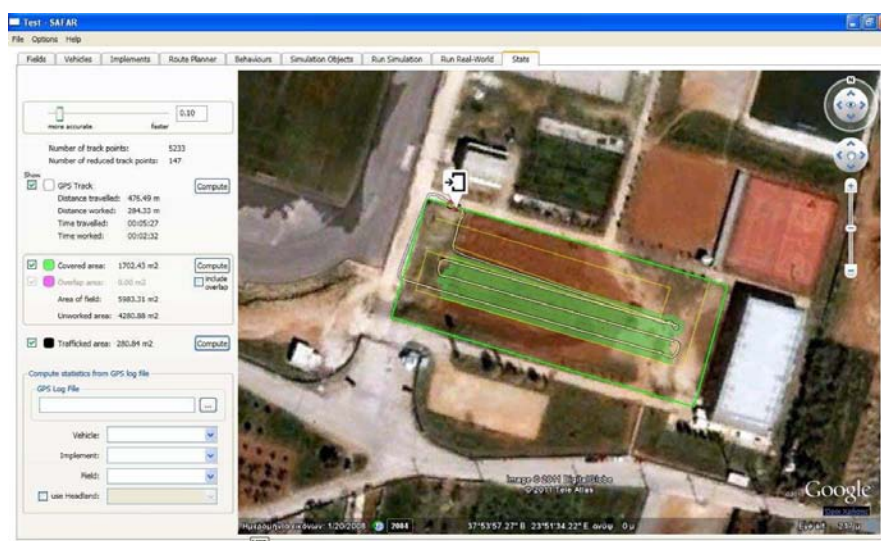 Test - SAFAR
File Options Help
Fields Vehicles Implements Route Planner Behaviours Simulation Objects Run Simulation Run Real-World Stats
0.10
more accurate faster
Number of track points: 5233
Number of reduced track points: 147
Show
GPS Track Compute
Distance travelled: 476.49 m
Distance worked: 284.33 m
Time travelled: 00:05:27
Time worked: 00:02:32
Covered area: 1702.43 m2 Compute
Overlap area: 0.00 m2 include overlap
Area of field: 5983.31 m2
Unworked area: 4280.88 m2
Trafficked area: 280.84 m2 Compute
Compute statistics from GPS log file
GPS Log File
...
Vehicle:
Implement:
Field:
use Headland:
N
Image © 2011 DigitalGlobe
© 2011 Tele Atlas
Google
Ημερομηνία εικόνων: 1/20/2008 2004 37°53'57.27" Β 23°51'34.22" Ε ανύψ 0 μ